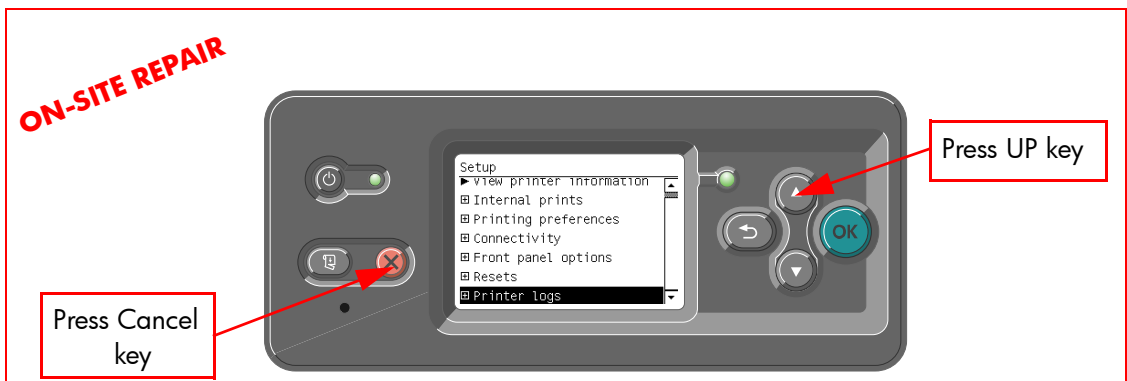 ON-SITE REPAIR
Press UP key
Setup
View printer information
Internal prints
Printing preferences
Connectivity
Front panel options
Resets
Printer logs
OK
Press Cancel
key